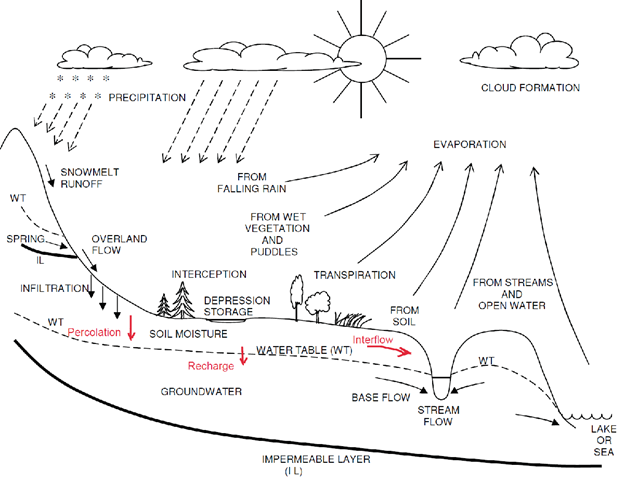 CLOUD FORMATION
PRECIPITATION
EVAPORATION
SNOWMELT
RUNOFF
FROM
FALLING RAIN
WT
FROM WET
VEGETATION
AND
PUDDLES
SPRING
IL
OVERLAND
FLOW
INTERCEPTION
TRANSPIRATION
INFILTRATION
DEPRESSION
STORAGE
FROM
SOIL
FROM STREAMS
AND
OPEN WATER
WT
Percolation
SOIL MOISTURE
Interflow
WATER TABLE (WT)
WT
Recharge
GROUNDWATER
BASE FLOW
STREAM
FLOW
LAKE
OR
SEA
IMPERMEABLE LAYER
(I L)